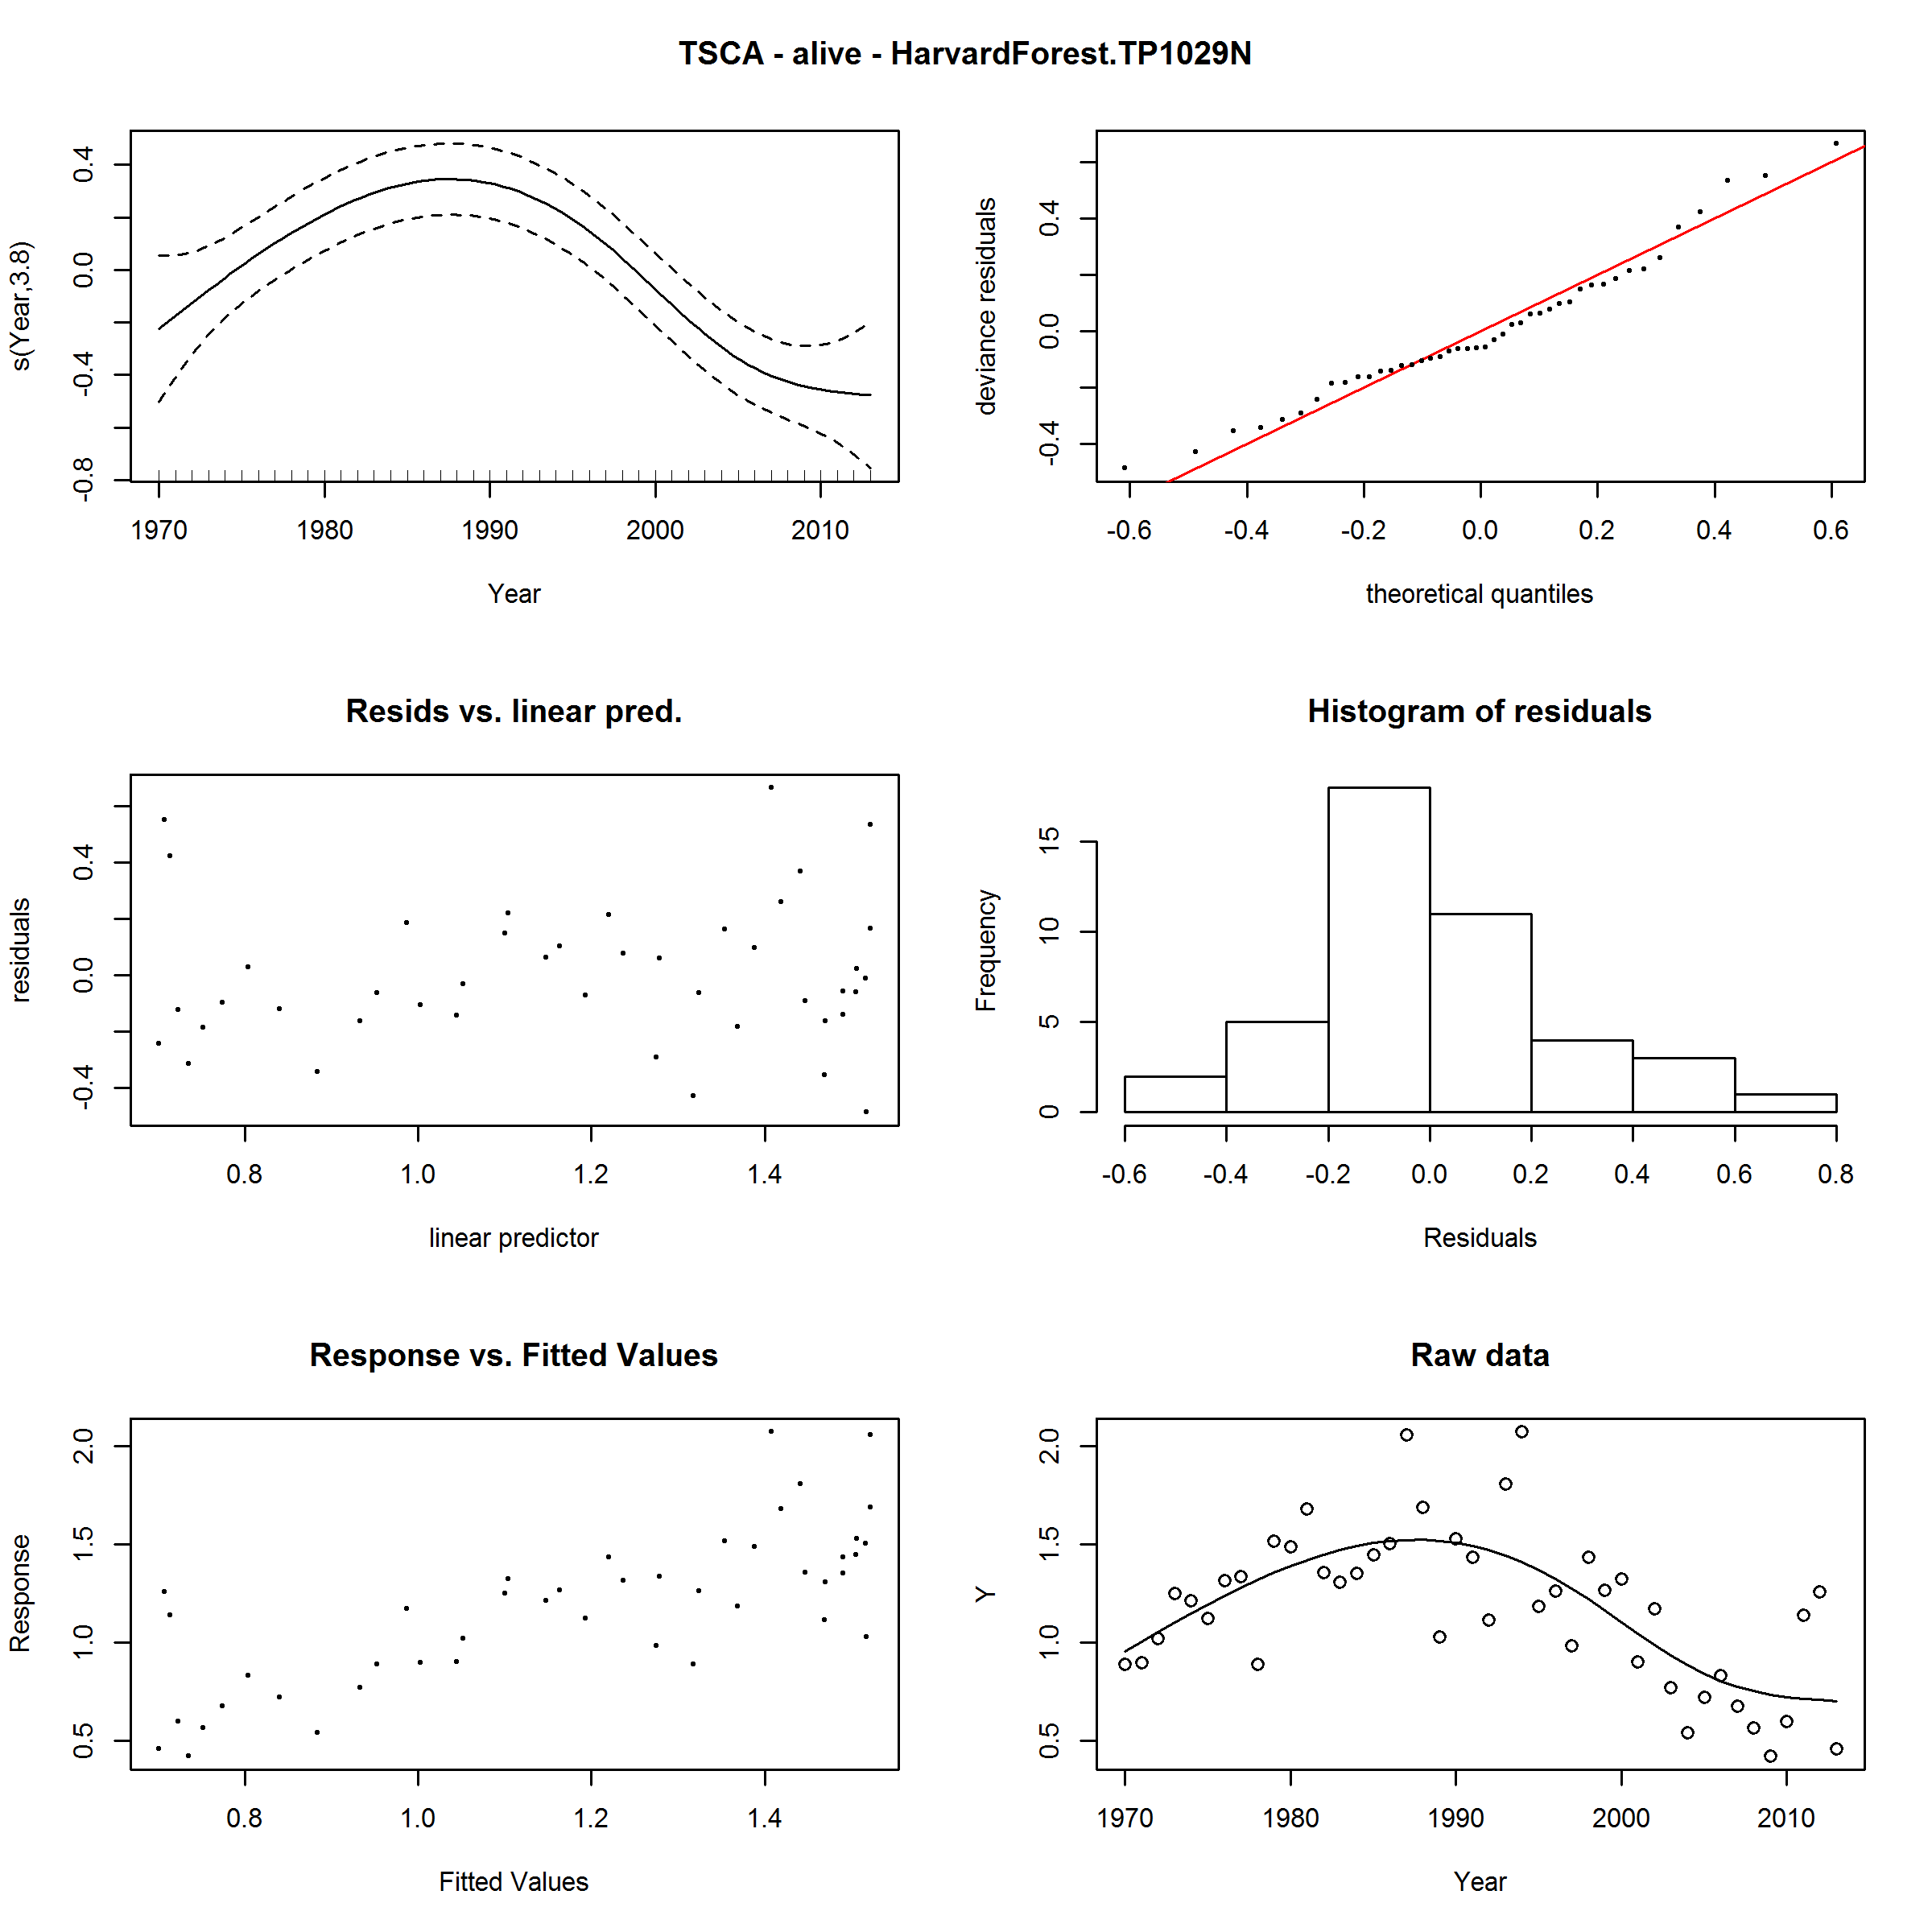 TSCA - alive - HarvardForest.TP1029N
s(Year,3.8)
0.4
0.0
-0.4
-0.8
1970 1980 1990 2000 2010
Year
deviance residuals
0.4
0.0
-0.4
-0.6 -0.4 -0.2 0.0 0.2 0.4 0.6
theoretical quantiles
Resids vs. linear pred.
residuals
0.4
0.0
-0.4
0.8 1.0 1.2 1.4
linear predictor
Histogram of residuals
Frequency
15
10
5
0
-0.6 -0.4 -0.2 0.0 0.2 0.4 0.6 0.8
Residuals
Response vs. Fitted Values
Response
2.0
1.5
1.0
0.5
0.8 1.0 1.2 1.4
Fitted Values
Raw data
Y
2.0
1.5
1.0
0.5
1970 1980 1990 2000 2010
Year